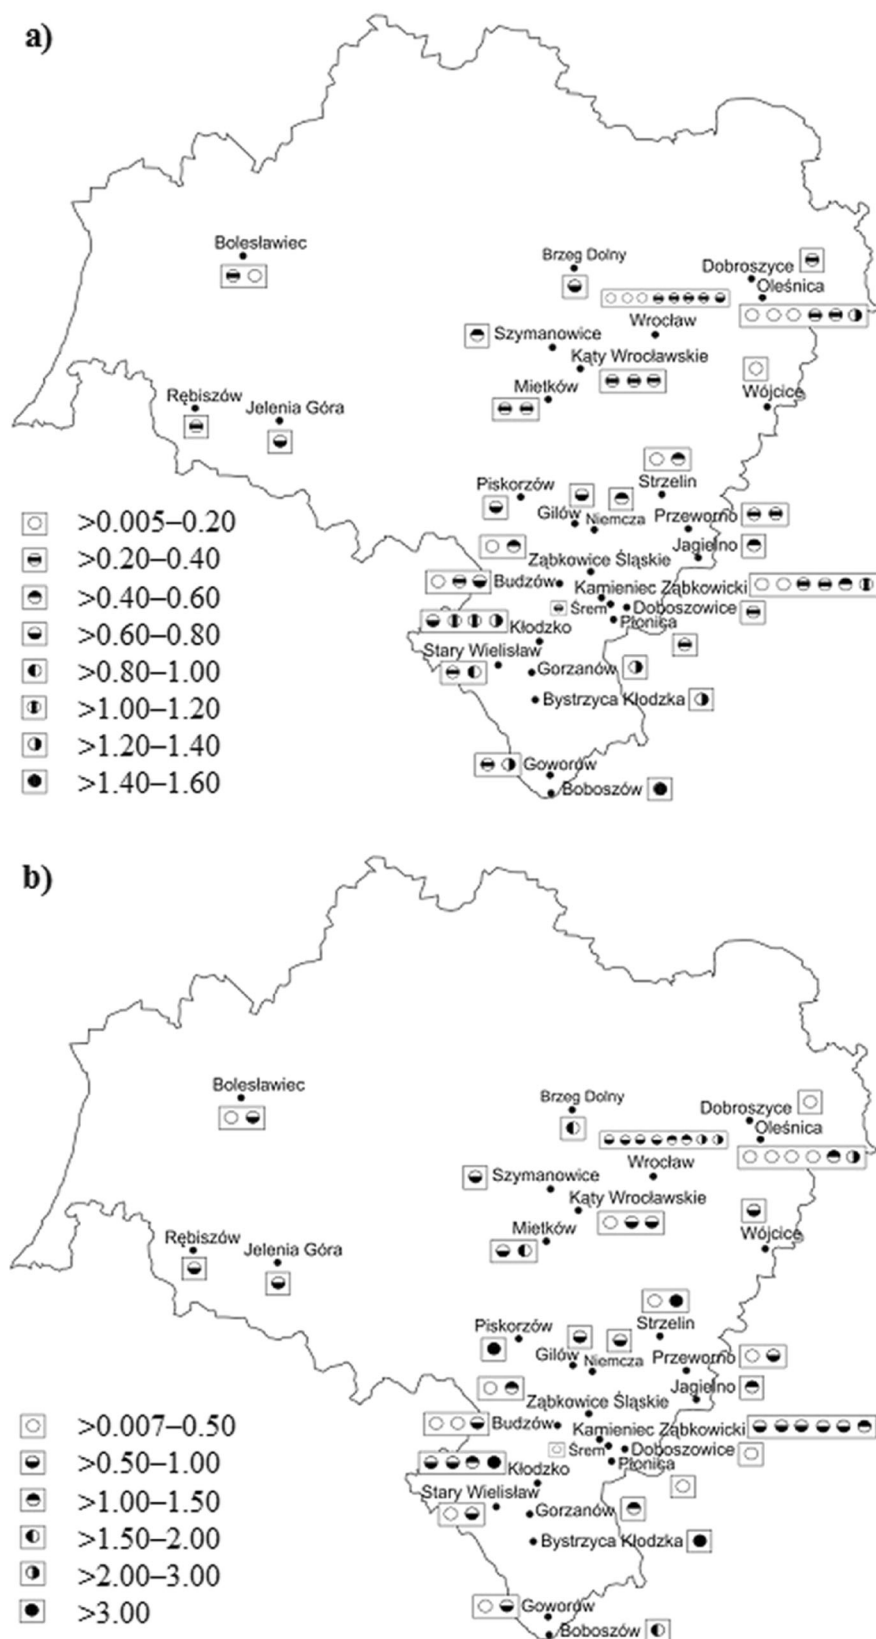 a)
Bolesławiec
Brzeg Dolny
Dobroszyce
Oleśnica
Wrocław
Szymanowice
Kąty Wrocławskie
Mietków
Wójcice
Rębiszów
Jelenia Góra
Strzelin
Piskorzów
Gilów
Niemcza
Przeworno
Jagielno
Ząbkowice Śląskie
Budzów
Kamieniec Ząbkowicki
Śrem
Doboszowice
Płonica
Kłodzko
Stary Wielisław
Gorzanów
Bystrzyca Kłodzka
Goworów
Boboszów
>0.005–0.20
>0.20–0.40
>0.40–0.60
>0.60–0.80
>0.80–1.00
>1.00–1.20
>1.20–1.40
>1.40–1.60
b)
Bolesławiec
Brzeg Dolny
Dobroszyce
Oleśnica
Wrocław
Szymanowice
Kąty Wrocławskie
Mietków
Wójcice
Rębiszów
Jelenia Góra
Strzelin
Piskorzów
Gilów
Niemcza
Przeworno
Jagielno
Ząbkowice Śląskie
Budzów
Kamieniec Ząbkowicki
Śrem
Doboszowice
Płonica
Kłodzko
Stary Wielisław
Gorzanów
Bystrzyca Kłodzka
Goworów
Boboszów
>0.007–0.50
>0.50–1.00
>1.00–1.50
>1.50–2.00
>2.00–3.00
>3.00